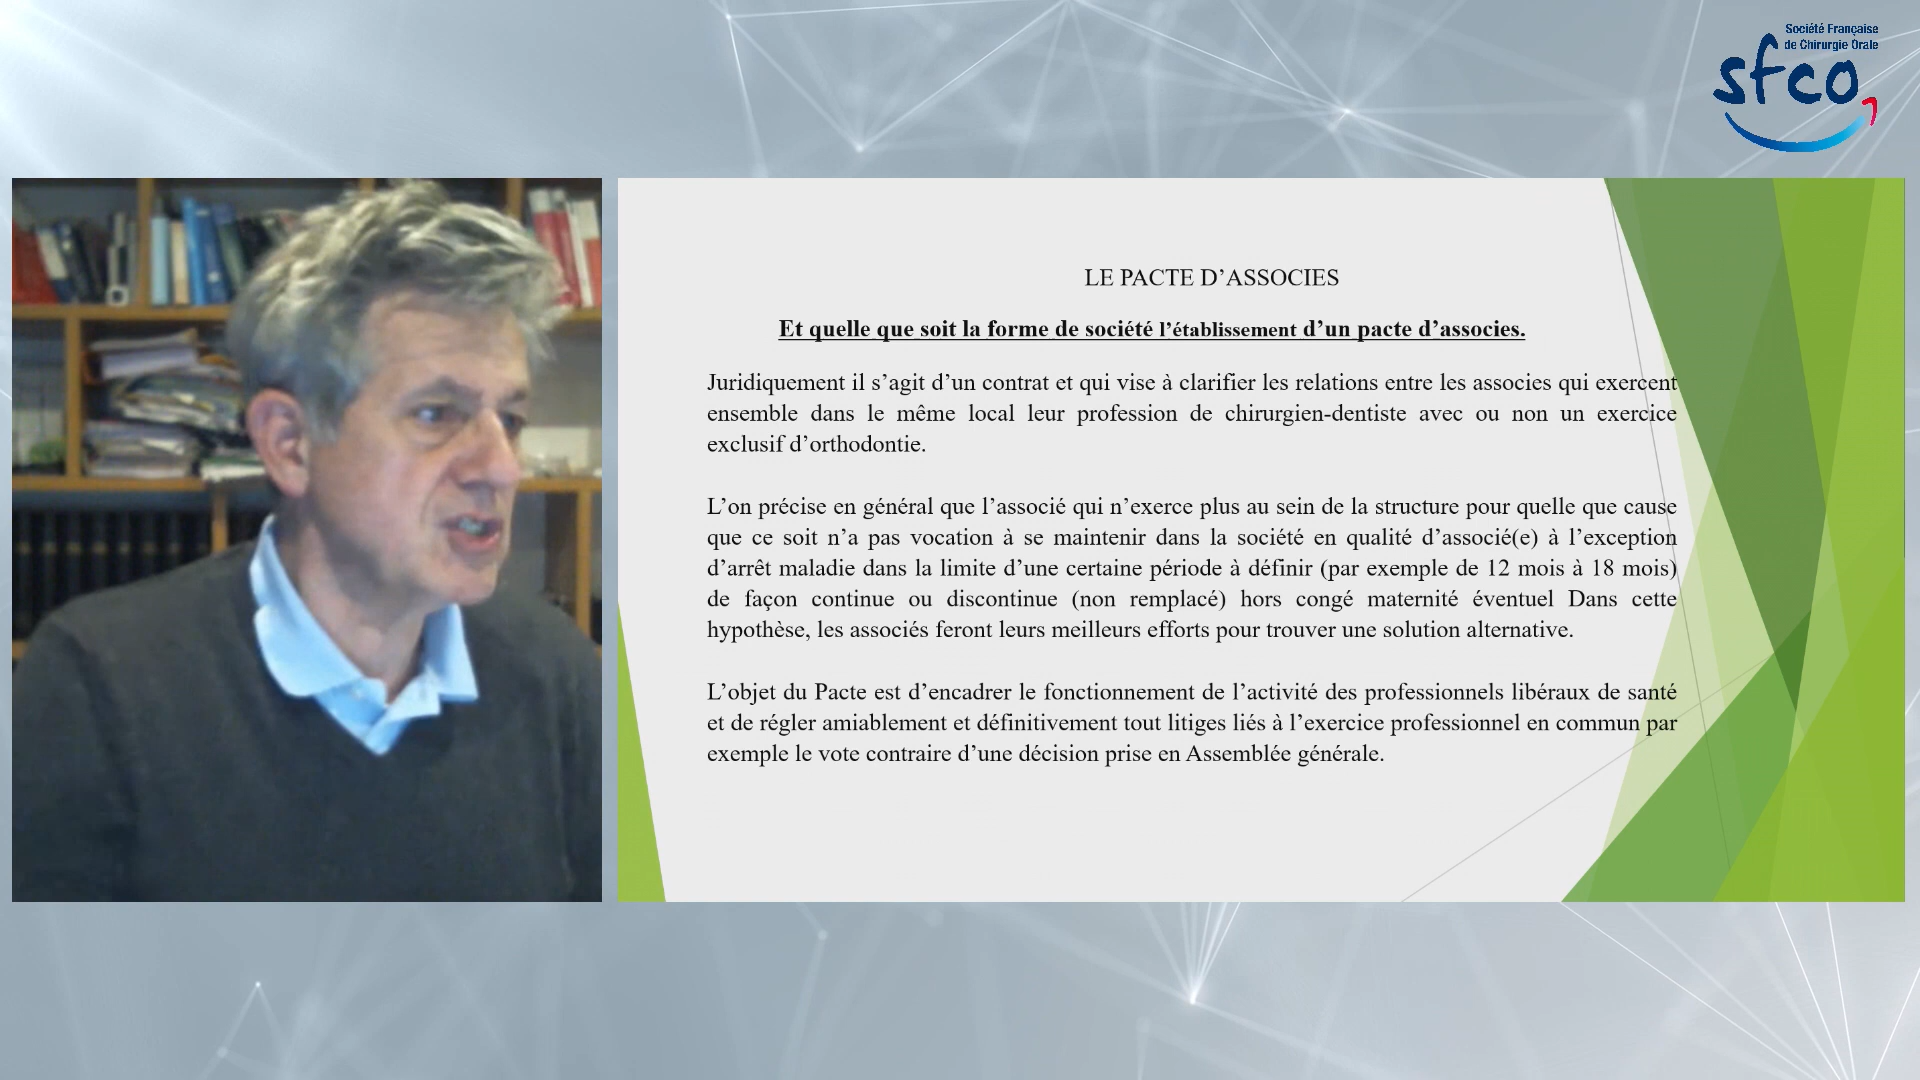 Société Française
de Chirurgie Orale
sfco
LE PACTE D’ASSOCIES
Et quelle que soit la forme de société l’établissement d’un pacte d’associes.
Juridiquement il s’agit d’un contrat et qui vise à clarifier les relations entre les associes qui exercent
ensemble dans le même local leur profession de chirurgien-dentiste avec ou non un exercice
exclusif d’orthodontie.
L’on précise en général que l’associé qui n’exerce plus au sein de la structure pour quelle que cause
que ce soit n’a pas vocation à se maintenir dans la société en qualité d’associé(e) à l’exception
d’arrêt maladie dans la limite d’une certaine période à définir (par exemple de 12 mois à 18 mois)
de façon continue ou discontinue (non remplacé) hors congé maternité éventuel Dans cette
hypothèse, les associés feront leurs meilleurs efforts pour trouver une solution alternative.
L’objet du Pacte est d’encadrer le fonctionnement de l’activité des professionnels libéraux de santé
et de régler amiablement et définitivement tout litiges liés à l’exercice professionnel en commun par
exemple le vote contraire d’une décision prise en Assemblée générale.